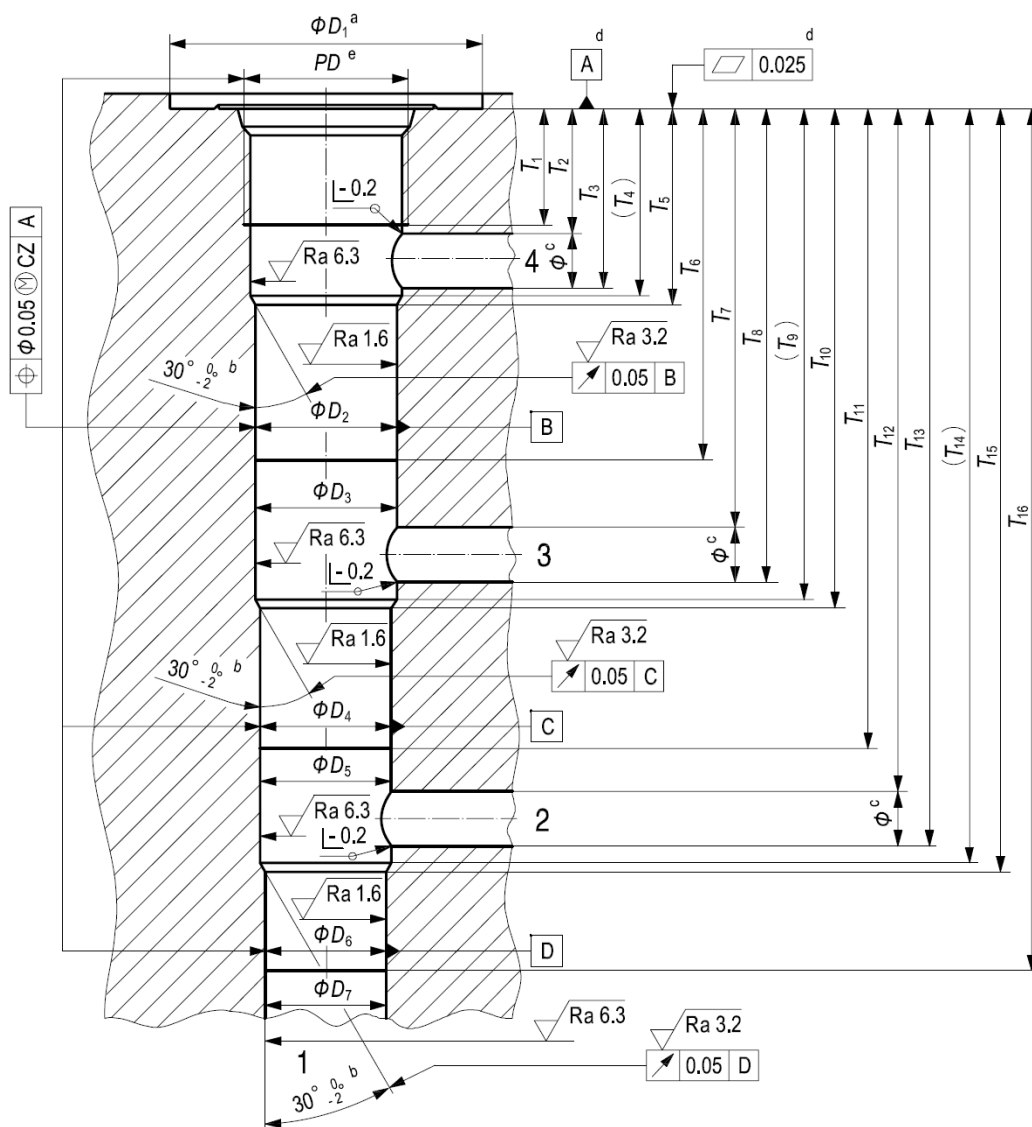 ΦD₁ a
PD e
d
A
d
0.025
T₁
T₂
T₃
(T₄)
T₅
T₆
T₇
T₈
(T₉)
T₁₀
T₁₁
T₁₂
T₁₃
(T₁₄)
T₁₅
T₁₆
-0.2
Φ0.05 Ⓜ CZ A
Ra 6.3
4
Φ c
Ra 1.6
Ra 3.2
0.05 B
30° 0° -2° b
ΦD₂
B
ΦD₃
Ra 6.3
3
Φ c
-0.2
Ra 1.6
Ra 3.2
0.05 C
30° 0° -2° b
ΦD₄
C
ΦD₅
Ra 6.3
2
Φ c
-0.2
Ra 1.6
ΦD₆
D
ΦD₇
Ra 6.3
Ra 3.2
1
0.05 D
30° 0° -2° b